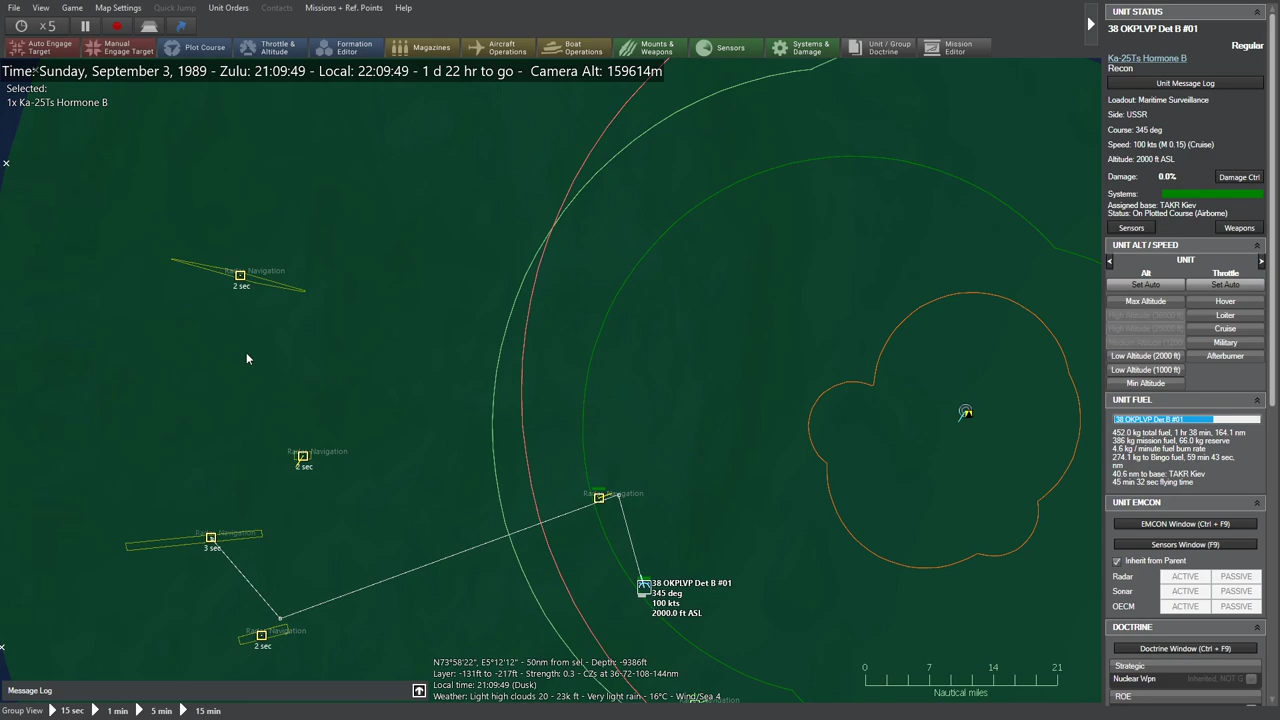 File View Game Map Settings Quick Jump Unit Orders Contacts Missions + Ref. Points Help
x 5
Auto Engage Target Manual Engage Target Plot Course Throttle & Altitude Formation Editor Magazines Aircraft Operations Boat Operations Mounts & Weapons Sensors Systems & Damage Unit / Group Doctrine Mission Editor
Time: Sunday, September 3, 1989 - Zulu: 21:09:49 - Local: 22:09:49 - 1 d 22 hr to go - Camera Alt: 159614m
Selected:
1x Ka-25Ts Hormone B
Navigation
2 sec
Navigation
2 sec
Navigation
Navigation
3 sec
Navigation
2 sec
38 OKPLVP Det B #01
345 deg
100 kts
2000.0 ft ASL
N73°58'22", E5°12'12" - 50nm from sel - Depth: -9386ft
Layer: -131ft to -217ft - Strength: 0.3 - CZs at 36-72-108-144nm
Local time: 21:09:49 (Dusk)
Weather: Light high clouds 20 - 23k ft - Very light rain - 16°C - Wind/Sea 4
0 7 14 21
Nautical miles
Message Log
Group View 15 sec 1 min 5 min 15 min
UNIT STATUS
38 OKPLVP Det B #01
Regular
Ka-25Ts Hormone B
Recon
Unit Message Log
Loadout: Maritime Surveillance
Side: USSR
Course: 345 deg
Speed: 100 kts (M 0.15) (Cruise)
Altitude: 2000 ft ASL
Damage: 0.0% Damage Ctrl
Systems:
Assigned base: TAKR Kiev
Status: On Plotted Course (Airborne)
Sensors Weapons
UNIT ALT / SPEED
UNIT
Alt Throttle
Set Auto Set Auto
Max Altitude Hover
Loiter
Cruise
Military
Low Altitude (2000 ft) Afterburner
Low Altitude (1000 ft)
Min Altitude
UNIT FUEL
38 OKPLVP Det B #01
452.0 kg total fuel, 1 hr 38 min, 164.1 nm
386 kg mission fuel, 66.0 kg reserve
4.6 kg / minute fuel burn rate
274.1 kg to Bingo fuel, 59 min 43 sec,
nm
40.6 nm to base: TAKR Kiev
45 min 32 sec flying time
UNIT EMCON
EMCON Window (Ctrl + F9)
Sensors Window (F9)
Inherit from Parent
Radar ACTIVE PASSIVE
Sonar ACTIVE PASSIVE
OECM ACTIVE PASSIVE
DOCTRINE
Doctrine Window (Ctrl + F9)
Strategic
Nuclear Wpn Inherited, NOT G
ROE